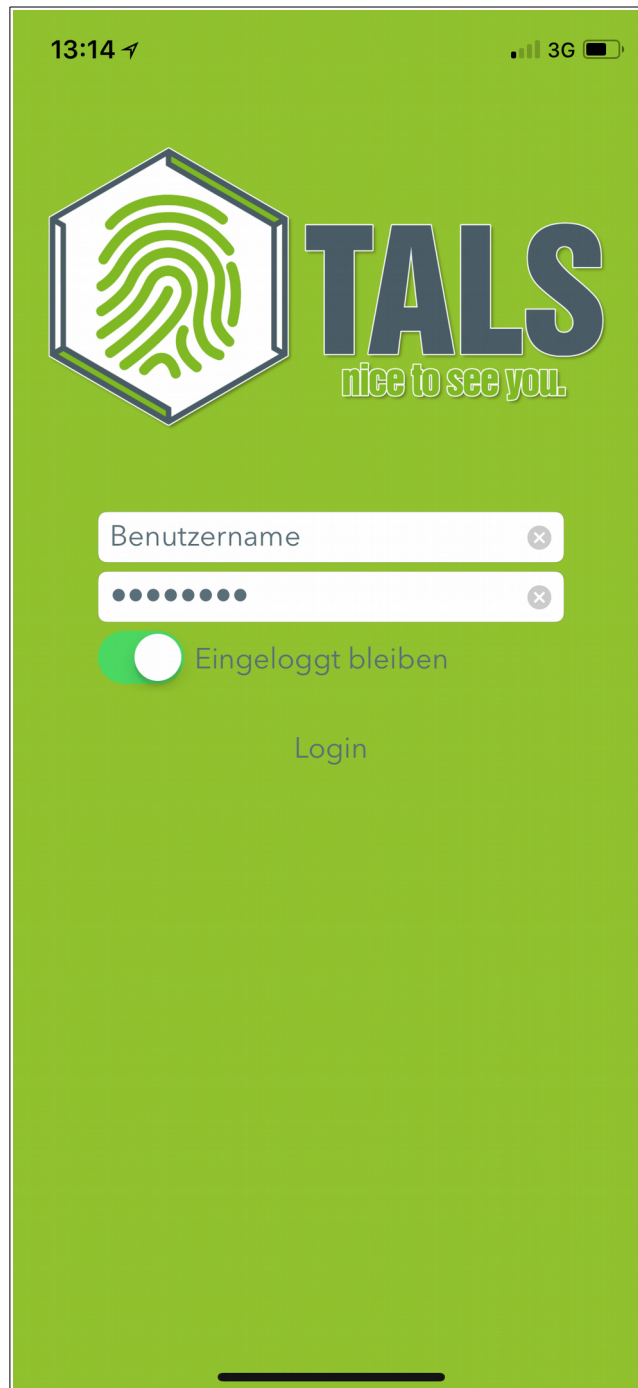 13:14
3G
TALS
nice to see you.
Benutzername
••••••••
Eingeloggt bleiben
Login